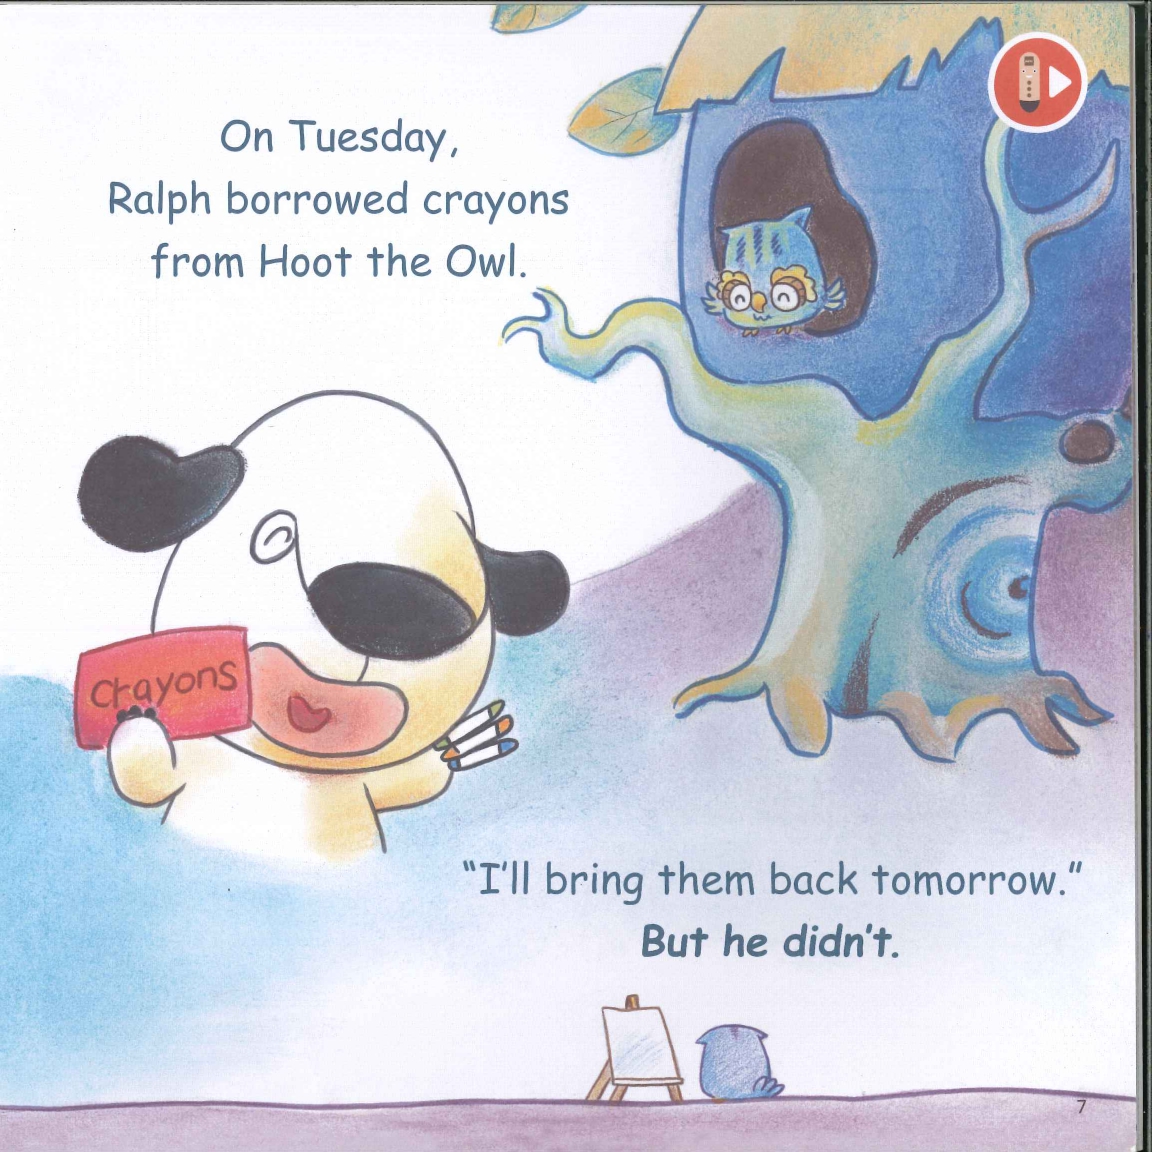 On Tuesday,
Ralph borrowed crayons
from Hoot the Owl.
Crayons
“I’ll bring them back tomorrow.”
But he didn’t.
7